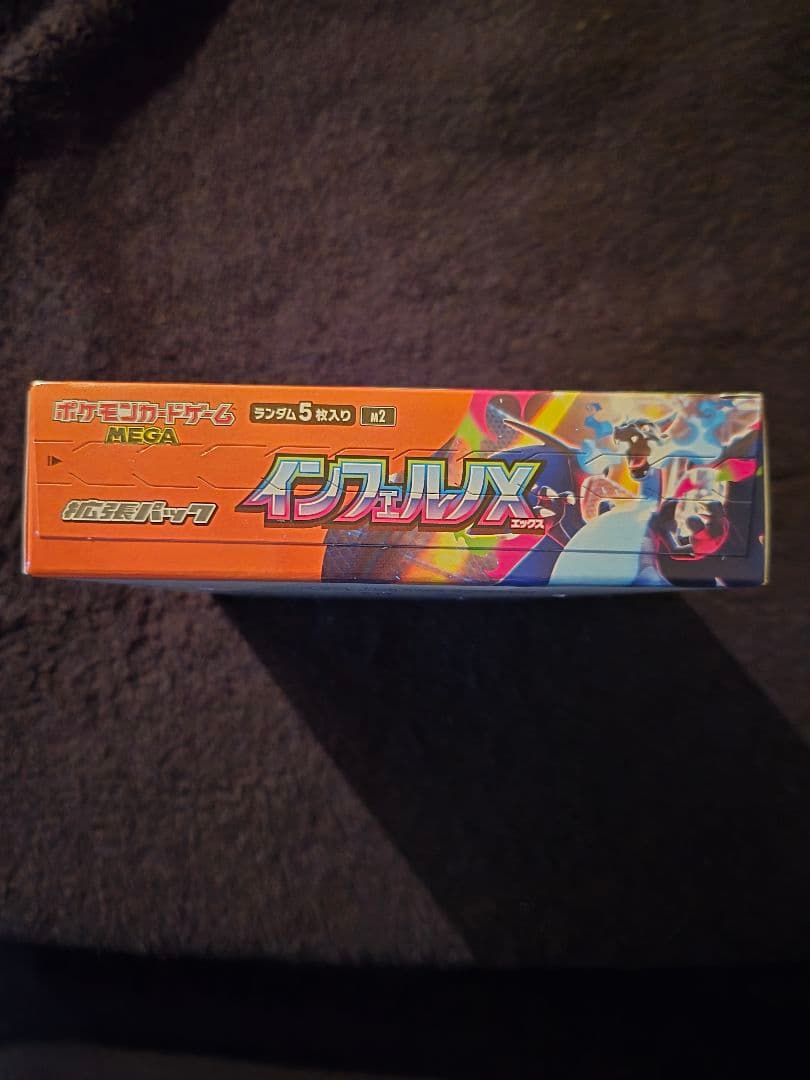 ポケモンカードゲーム
MEGA
ランダム5枚入り
M2
拡張パック
インフェルノX
エックス